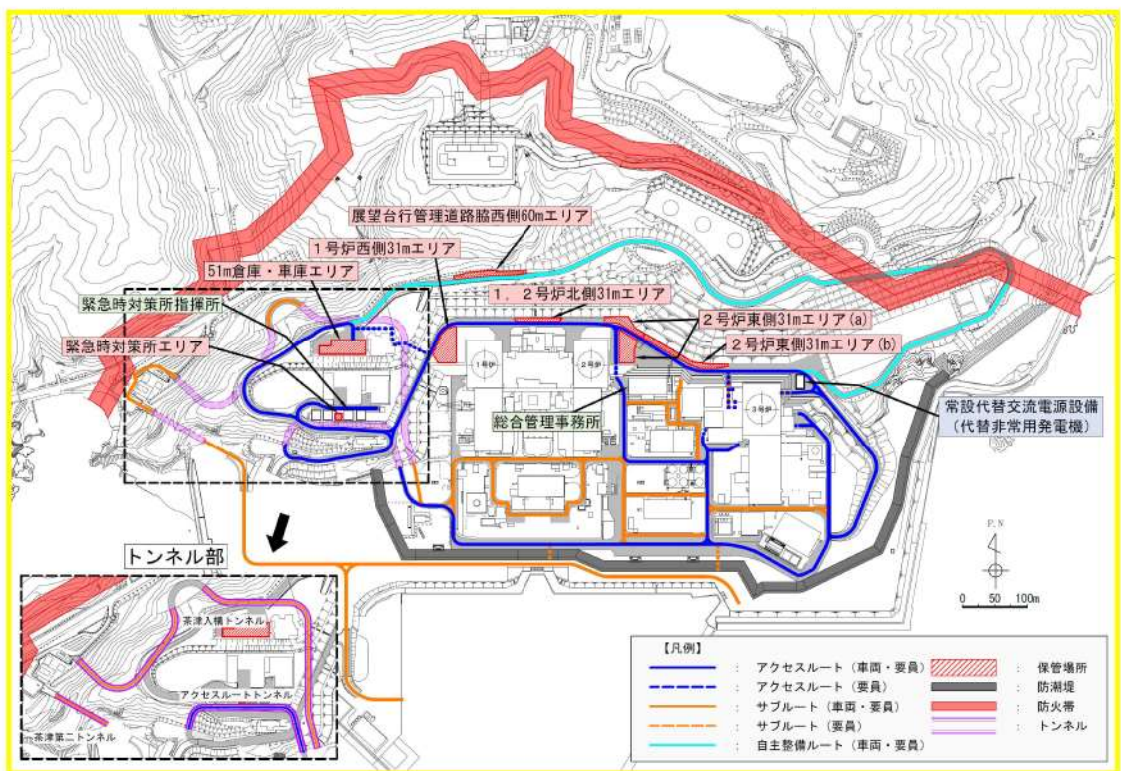 展望台行管理道路脇西側60mエリア
１号炉西側31mエリア
51m倉庫・車庫エリア
１，２号炉北側31mエリア
緊急時対策所指揮所
２号炉東側31mエリア(a)
緊急時対策所エリア
２号炉東側31mエリア(b)
１号炉
２号炉
３号炉
総合管理事務所
常設代替交流電源設備
(代替非常用発電機)
トンネル部
P.N
0 50 100m
茶津入構トンネル
アクセスルートトンネル
茶津第二トンネル
【凡例】
： アクセスルート（車両・要員） ： 保管場所
： アクセスルート（要員） ： 防潮堤
： サブルート（車両・要員） ： 防火帯
： サブルート（要員） ： トンネル
： 自主整備ルート（車両・要員）